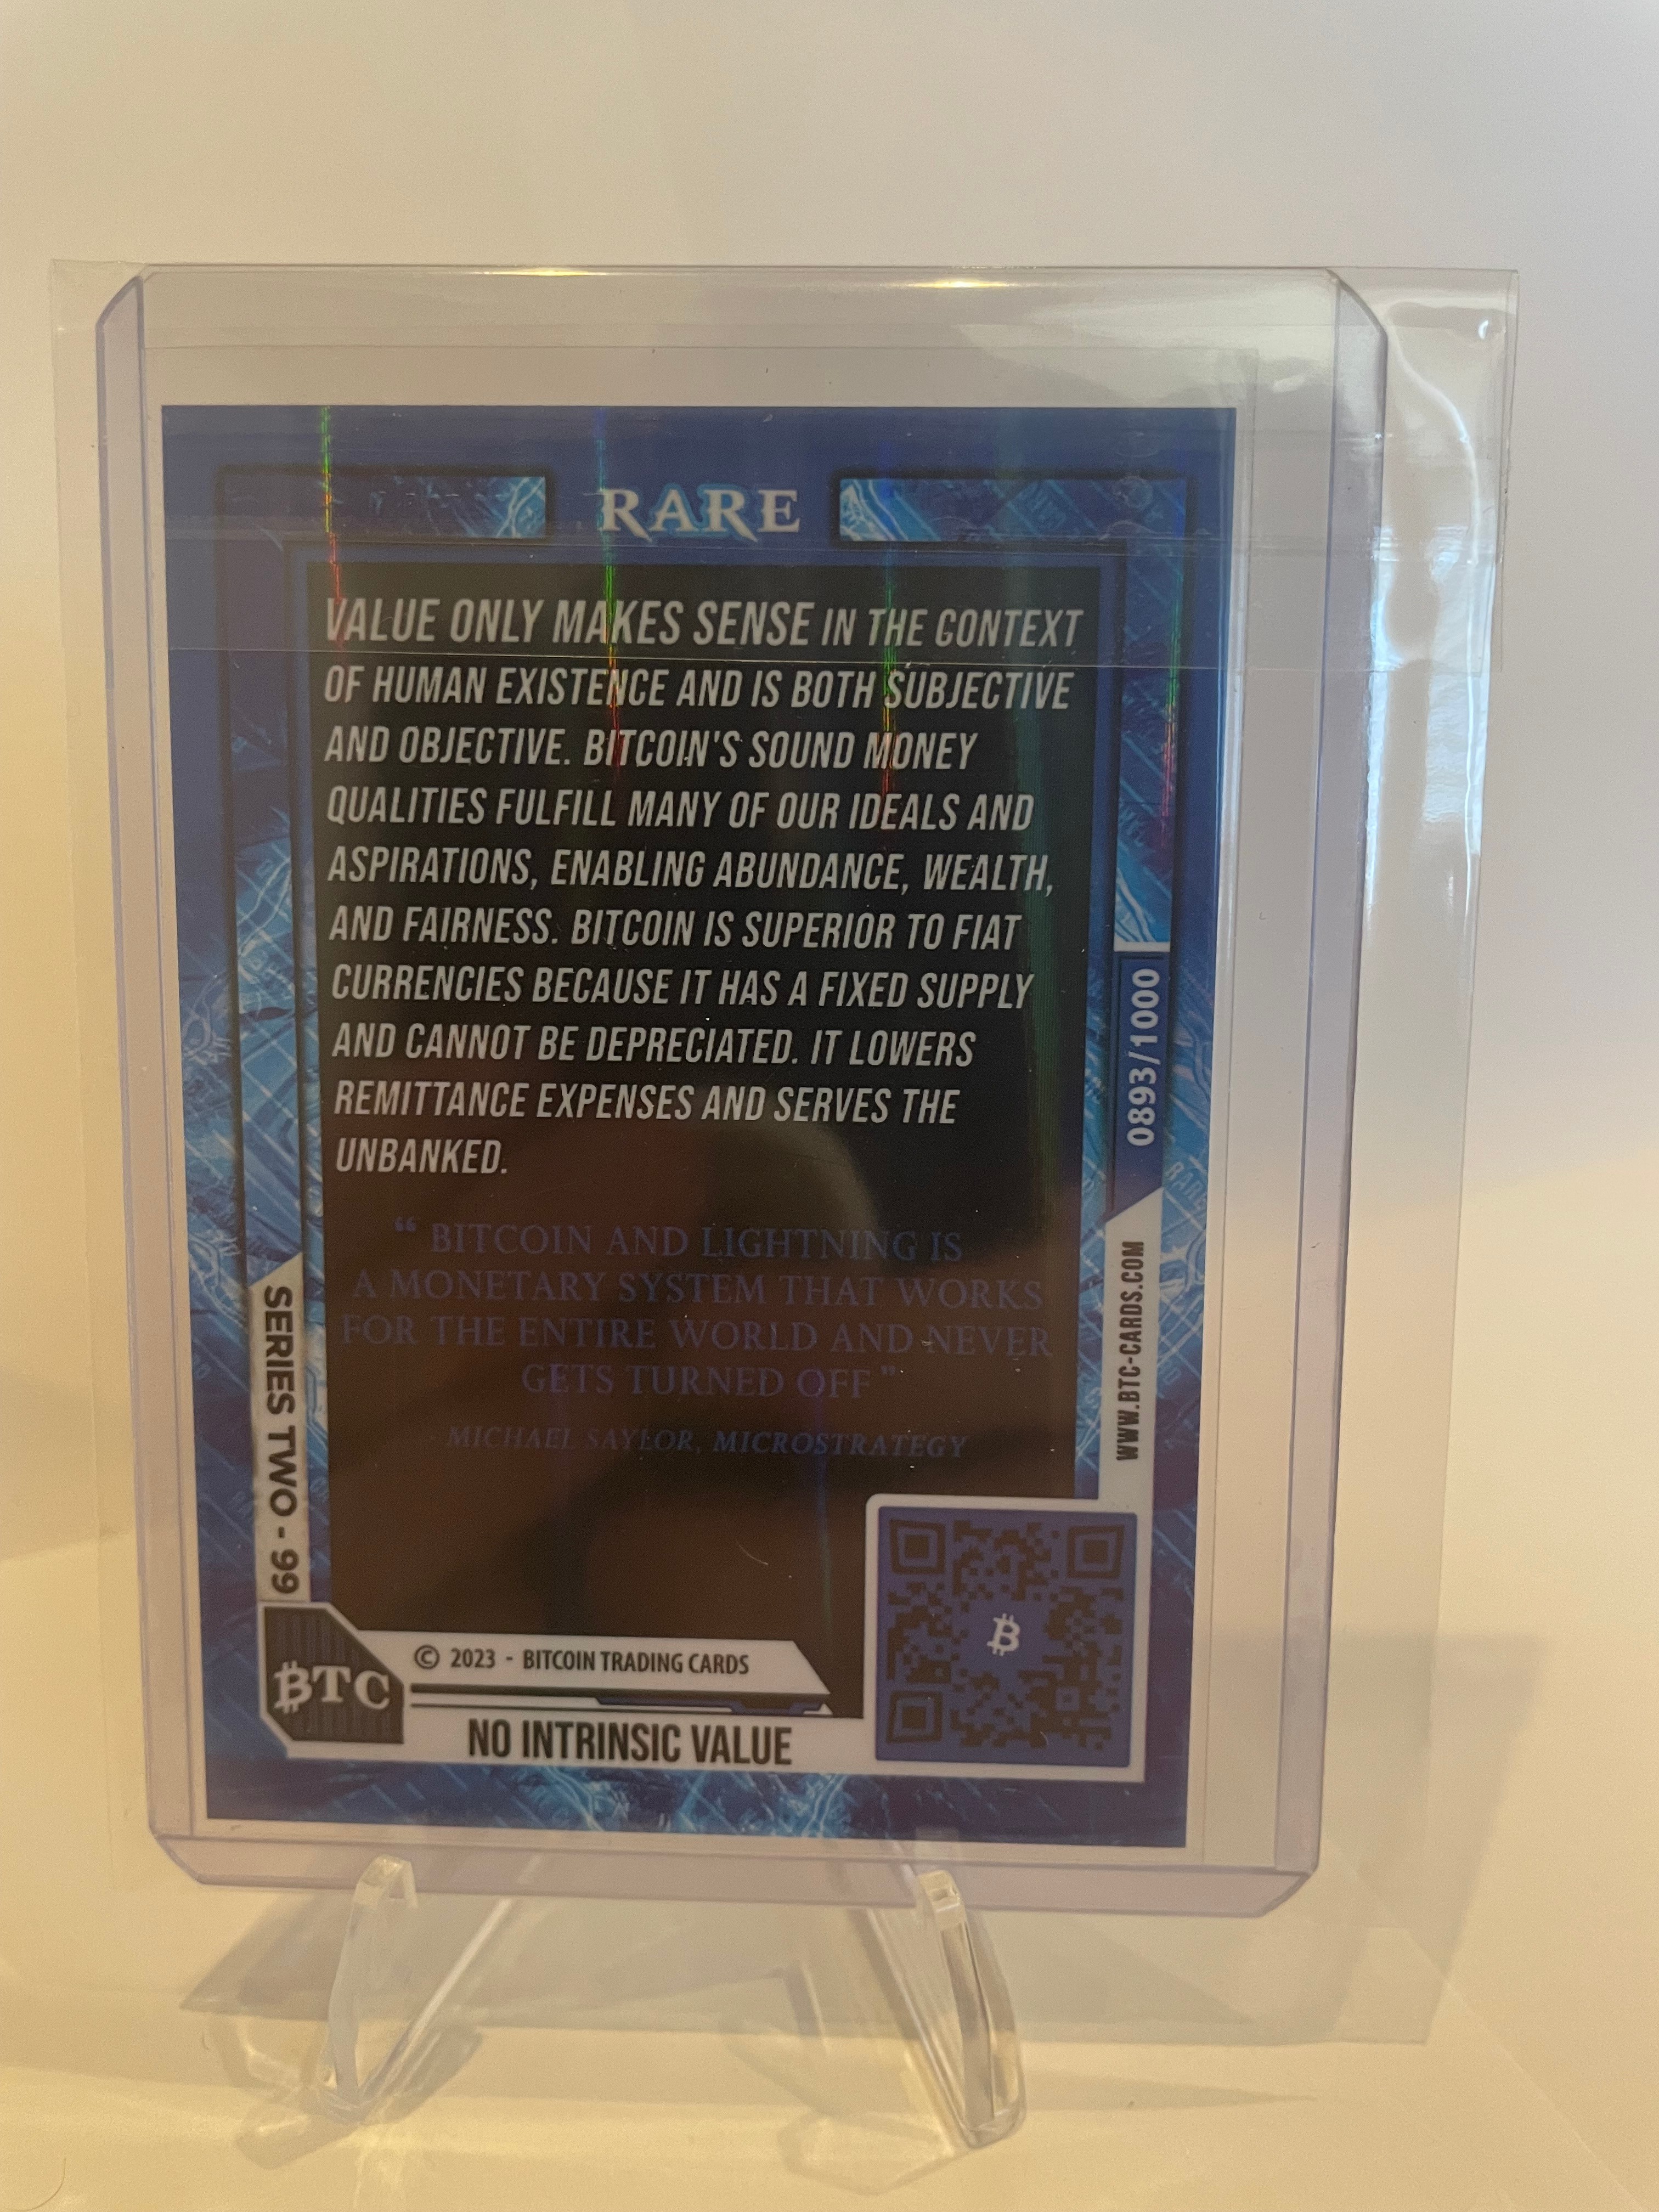 RARE
VALUE ONLY MAKES SENSE IN THE CONTEXT
OF HUMAN EXISTENCE AND IS BOTH SUBJECTIVE
AND OBJECTIVE. BITCOIN'S SOUND MONEY
QUALITIES FULFILL MANY OF OUR IDEALS AND
ASPIRATIONS, ENABLING ABUNDANCE, WEALTH,
AND FAIRNESS. BITCOIN IS SUPERIOR TO FIAT
CURRENCIES BECAUSE IT HAS A FIXED SUPPLY
AND CANNOT BE DEPRECIATED. IT LOWERS
REMITTANCE EXPENSES AND SERVES THE
UNBANKED.
“ BITCOIN AND LIGHTNING IS
A MONETARY SYSTEM THAT WORKS
FOR THE ENTIRE WORLD AND NEVER
GETS TURNED OFF ”
- MICHAEL SAYLOR, MICROSTRATEGY
0893/1000
WWW.BTC-CARDS.COM
SERIES TWO - 99
₿TC
© 2023 - BITCOIN TRADING CARDS
NO INTRINSIC VALUE
₿